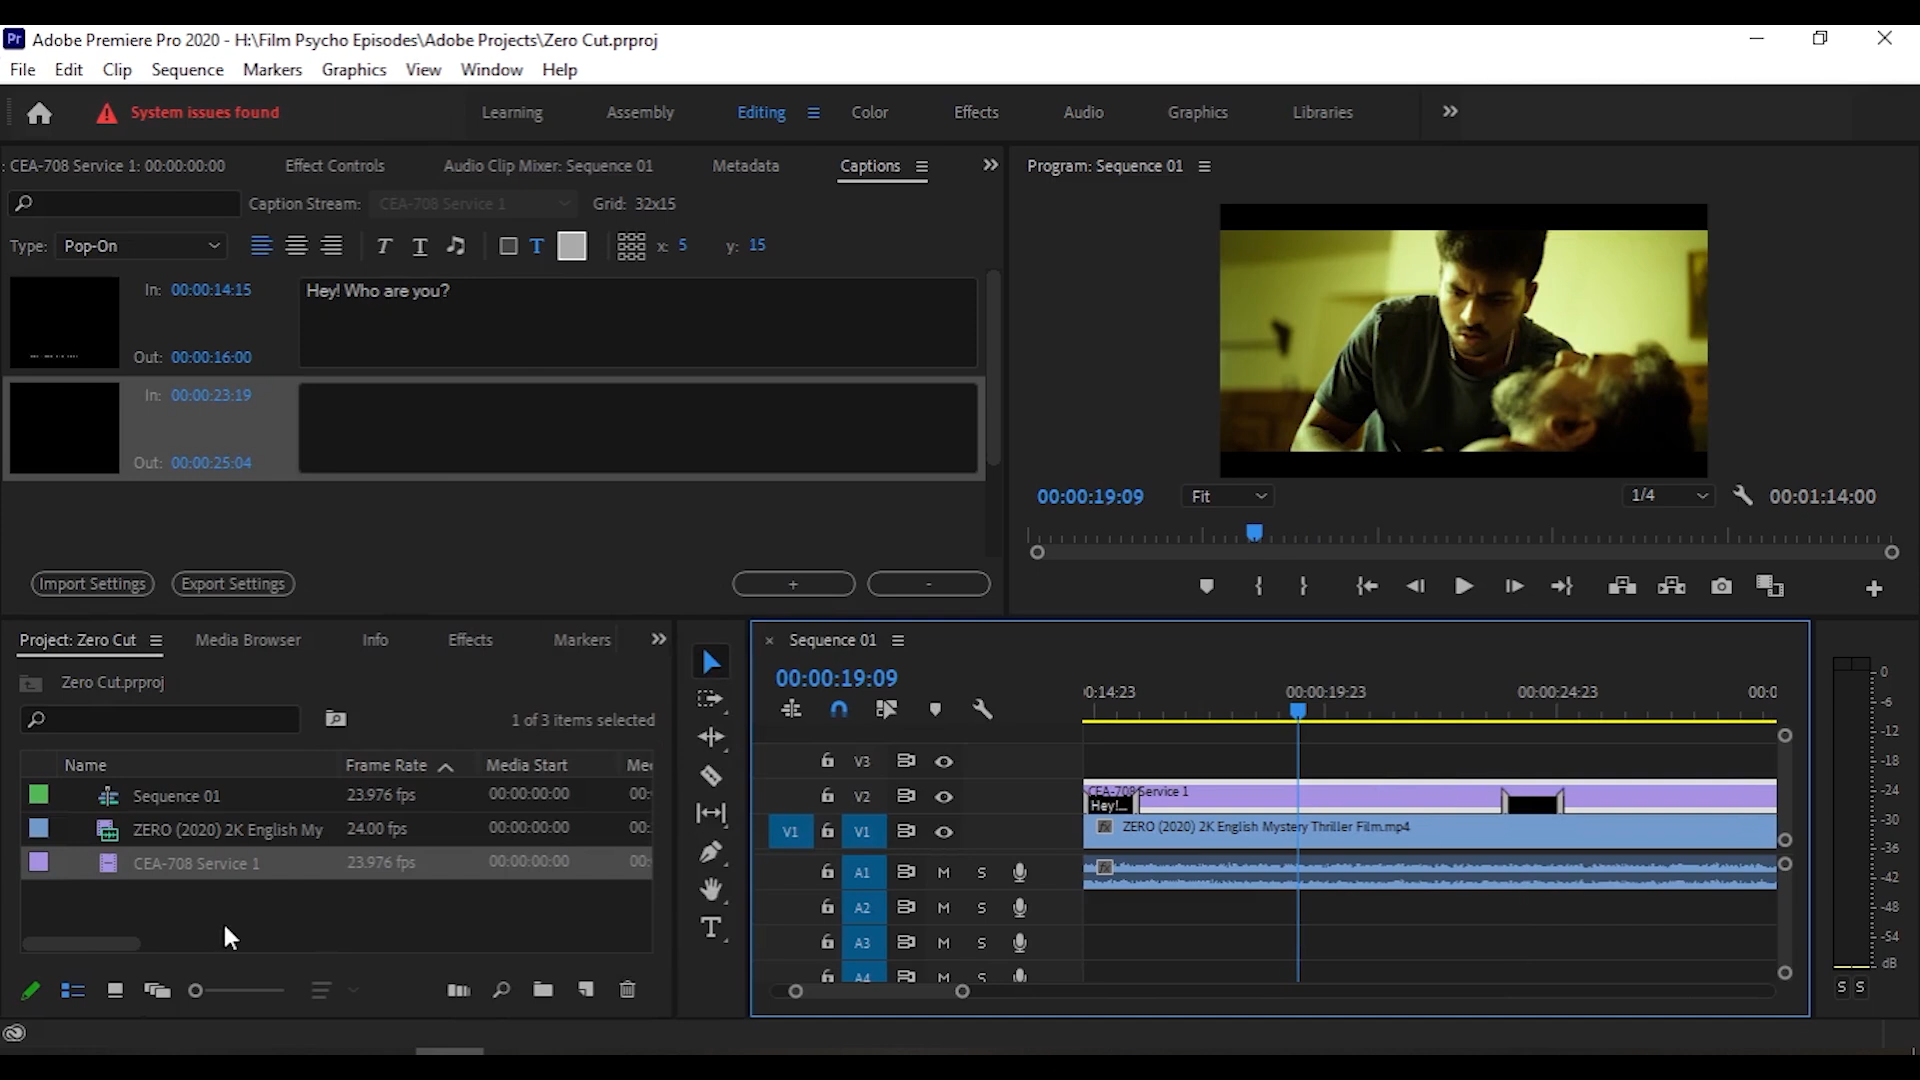 Pr Adobe Premiere Pro 2020 - H:\Film Psycho Episodes\Adobe Projects\Zero Cut.prproj
File Edit Clip Sequence Markers Graphics View Window Help
System issues found Learning Assembly Editing Color Effects Audio Graphics Libraries
: CEA-708 Service 1: 00:00:00:00 Effect Controls Audio Clip Mixer: Sequence 01 Metadata Captions
Caption Stream: CEA-708 Service 1 Grid: 32x15
Type: Pop-On T T T x: 5 y: 15
In: 00:00:14:15 Hey! Who are you?
Out: 00:00:16:00
In: 00:00:23:19
Out: 00:00:25:04
Import Settings Export Settings + -
Program: Sequence 01
00:00:19:09 Fit 1/4 00:01:14:00
Project: Zero Cut Media Browser Info Effects Markers
Zero Cut.prproj
1 of 3 items selected
Name Frame Rate Media Start Me
Sequence 01 23.976 fps 00:00:00:00 00:
ZERO (2020) 2K English My 24.00 fps 00:00:00:00 00:
CEA-708 Service 1 23.976 fps 00:00:00:00 00:
T
× Sequence 01
00:00:19:09
0:14:23 00:00:19:23 00:00:24:23 00:0
V3
V2 CEA-708 Service 1
Hey!...
V1 V1 fx ZERO (2020) 2K English Mystery Thriller Film.mp4
A1 M S fx
A2 M S
A3 M S
A4 M S
0
-6
-12
-18
-24
-30
-36
-42
-48
-54
dB
S S